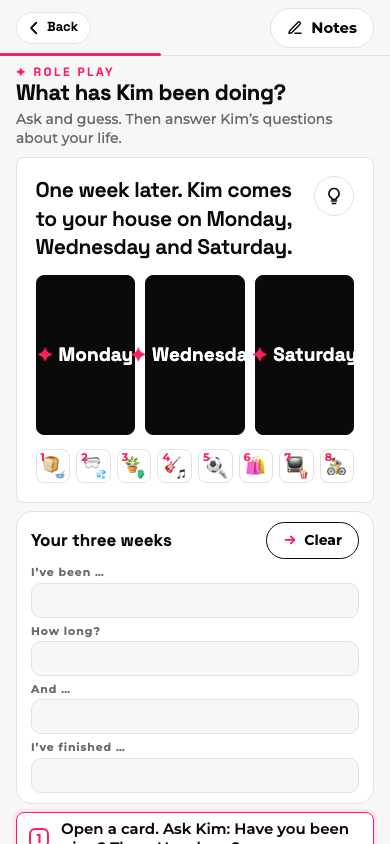 Back
Notes
ROLE PLAY
What has Kim been doing?
Ask and guess. Then answer Kim's questions
about your life.
One week later. Kim comes
to your house on Monday,
Wednesday and Saturday.
Monday
Wednesda
Saturday
1
2
3
4
5
6
7
8
Your three weeks
Clear
I've been ...
How long?
And ...
I've finished ...
1
Open a card. Ask Kim: Have you been